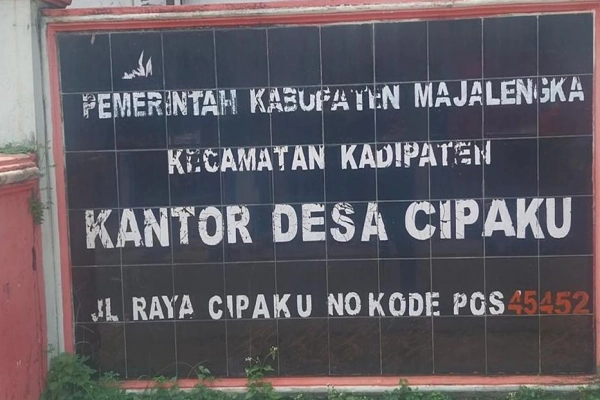 PEMERINTAH KABUPATEN MAJALENGKA
KECAMATAN KADIPATEN
KANTOR DESA CIPAKU
JL RAYA CIPAKU NO KODE POS 45452